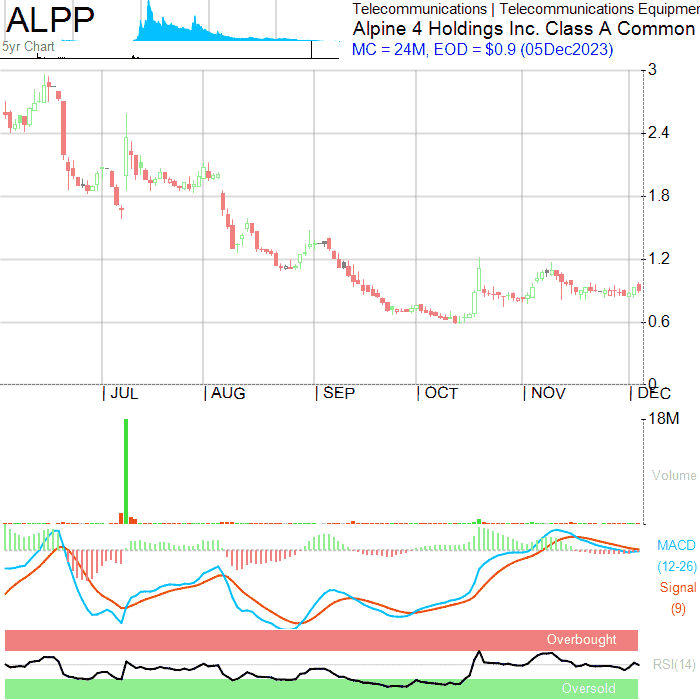 ALPP
5yr Chart
Telecommunications | Telecommunications Equipmen
Alpine 4 Holdings Inc. Class A Common
MC = 24M, EOD = $0.9 (05Dec2023)
3
2.4
1.8
1.2
0.6
0
| JUL | AUG | SEP | OCT | NOV | DEC
18M
Volume
MACD
(12-26)
Signal
(9)
Overbought
RSI(14)
Oversold